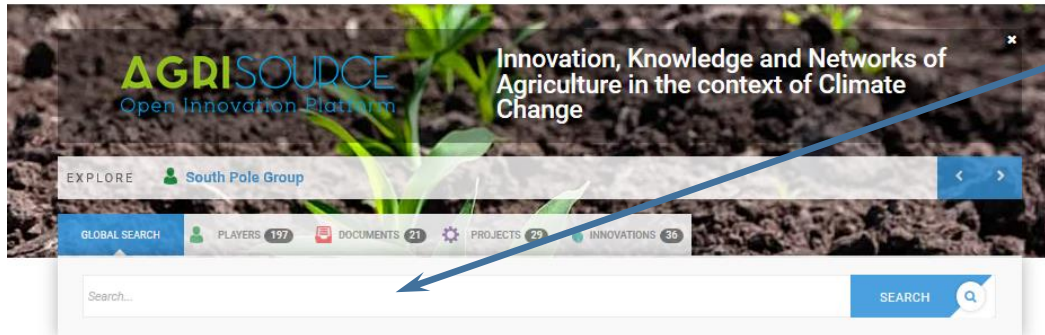 AGRISOURCE
Open Innovation Platform
Innovation, Knowledge and Networks of
Agriculture in the context of Climate
Change
EXPLORE South Pole Group
GLOBAL SEARCH PLAYERS 197 DOCUMENTS 21 PROJECTS 29 INNOVATIONS 36
Search... SEARCH